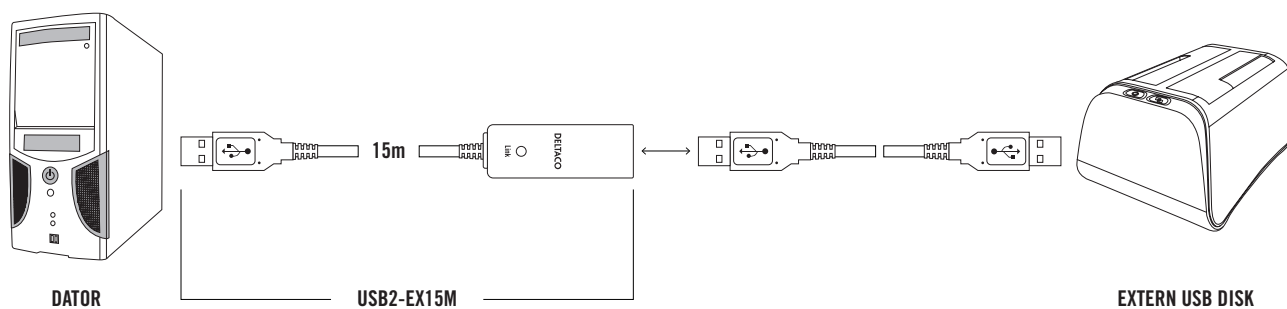 15m
Link
DELTACO
DATOR
USB2-EX15M
EXTERN USB DISK